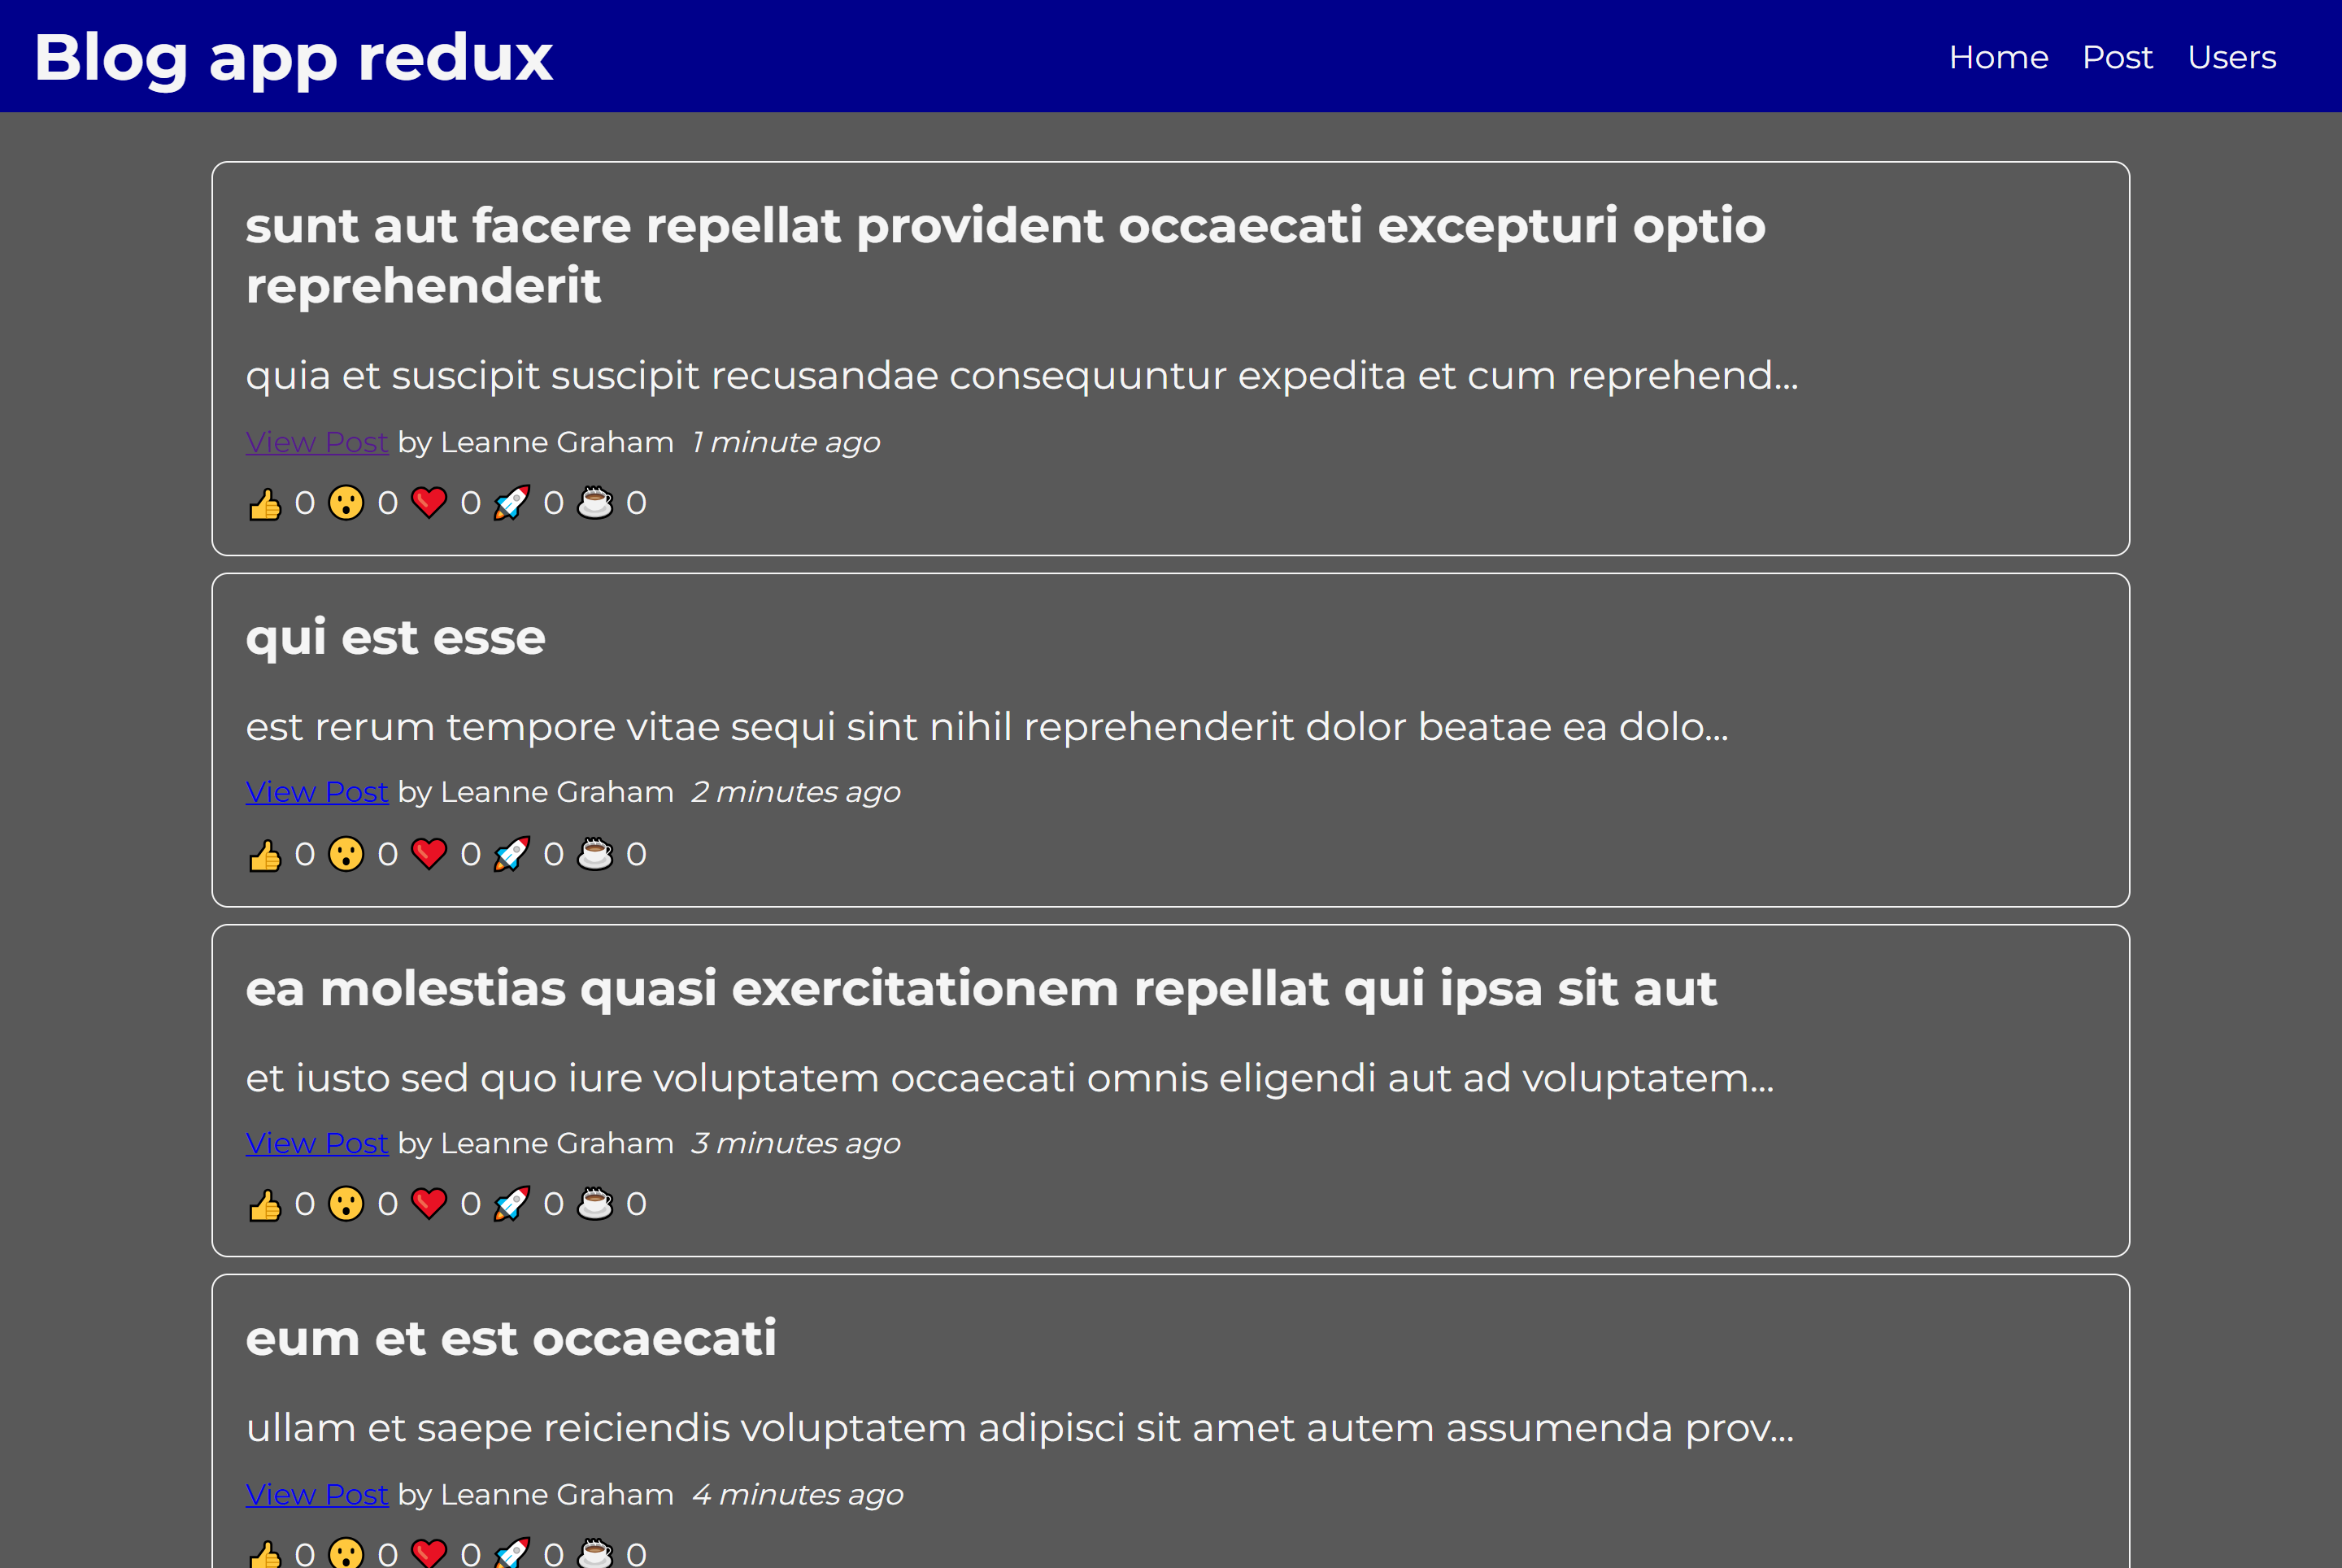 Blog app redux
Home Post Users
sunt aut facere repellat provident occaecati excepturi optio
reprehenderit
quia et suscipit suscipit recusandae consequuntur expedita et cum reprehend...
View Post by Leanne Graham 1 minute ago
👍 0 😮 0 ❤️ 0 🚀 0 ☕ 0
qui est esse
est rerum tempore vitae sequi sint nihil reprehenderit dolor beatae ea dolo...
View Post by Leanne Graham 2 minutes ago
👍 0 😮 0 ❤️ 0 🚀 0 ☕ 0
ea molestias quasi exercitationem repellat qui ipsa sit aut
et iusto sed quo iure voluptatem occaecati omnis eligendi aut ad voluptatem...
View Post by Leanne Graham 3 minutes ago
👍 0 😮 0 ❤️ 0 🚀 0 ☕ 0
eum et est occaecati
ullam et saepe reiciendis voluptatem adipisci sit amet autem assumenda prov...
View Post by Leanne Graham 4 minutes ago
👍 0 😮 0 ❤️ 0 🚀 0 ☕ 0